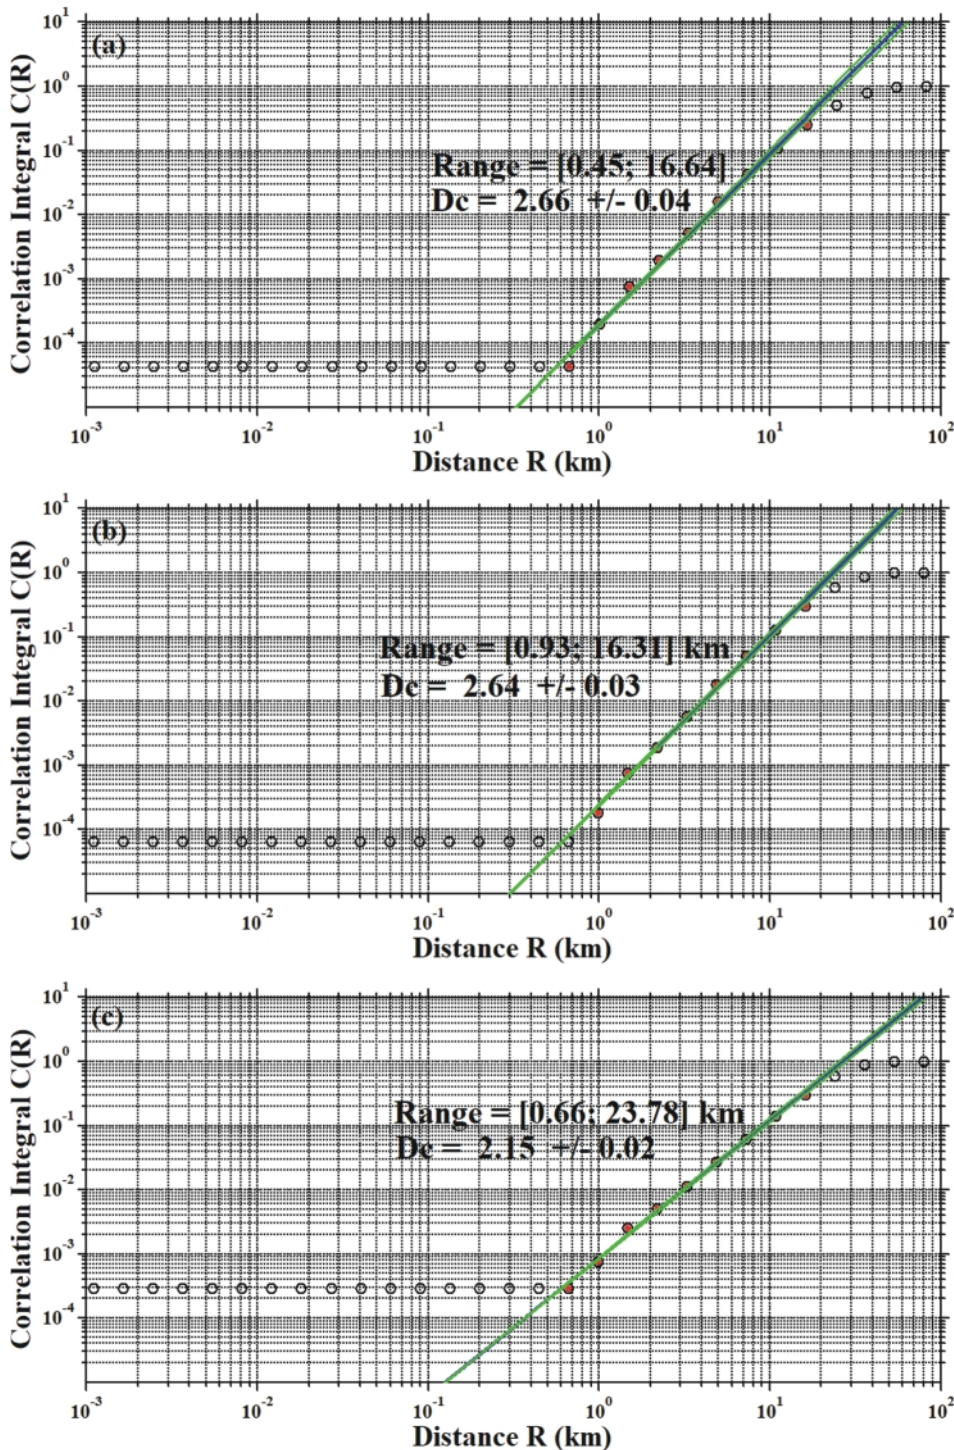 (a)
Correlation Integral C(R)
10¹
10⁰
10⁻¹
10⁻²
10⁻³
10⁻⁴
Range = [0.45; 16.64]
Dc = 2.66 +/- 0.04
10⁻³ 10⁻² 10⁻¹ 10⁰ 10¹ 10²
Distance R (km)
(b)
Correlation Integral C(R)
10¹
10⁰
10⁻¹
10⁻²
10⁻³
10⁻⁴
Range = [0.93; 16.31] km
Dc = 2.64 +/- 0.03
10⁻³ 10⁻² 10⁻¹ 10⁰ 10¹ 10²
Distance R (km)
(c)
Correlation Integral C(R)
10¹
10⁰
10⁻¹
10⁻²
10⁻³
10⁻⁴
Range = [0.66; 23.78] km
Dc = 2.15 +/- 0.02
10⁻³ 10⁻² 10⁻¹ 10⁰ 10¹ 10²
Distance R (km)